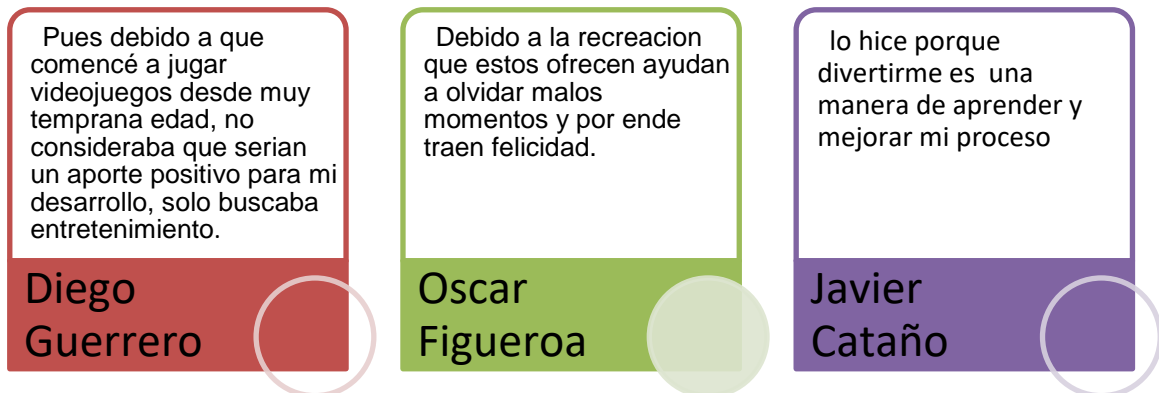 Pues debido a que
comencé a jugar
videojuegos desde muy
temprana edad, no
consideraba que serian
un aporte positivo para mi
desarrollo, solo buscaba
entretenimiento.
Diego
Guerrero
Debido a la recreacion
que estos ofrecen ayudan
a olvidar malos
momentos y por ende
traen felicidad.
Oscar
Figueroa
lo hice porque
divertirme es una
manera de aprender y
mejorar mi proceso
Javier
Cataño